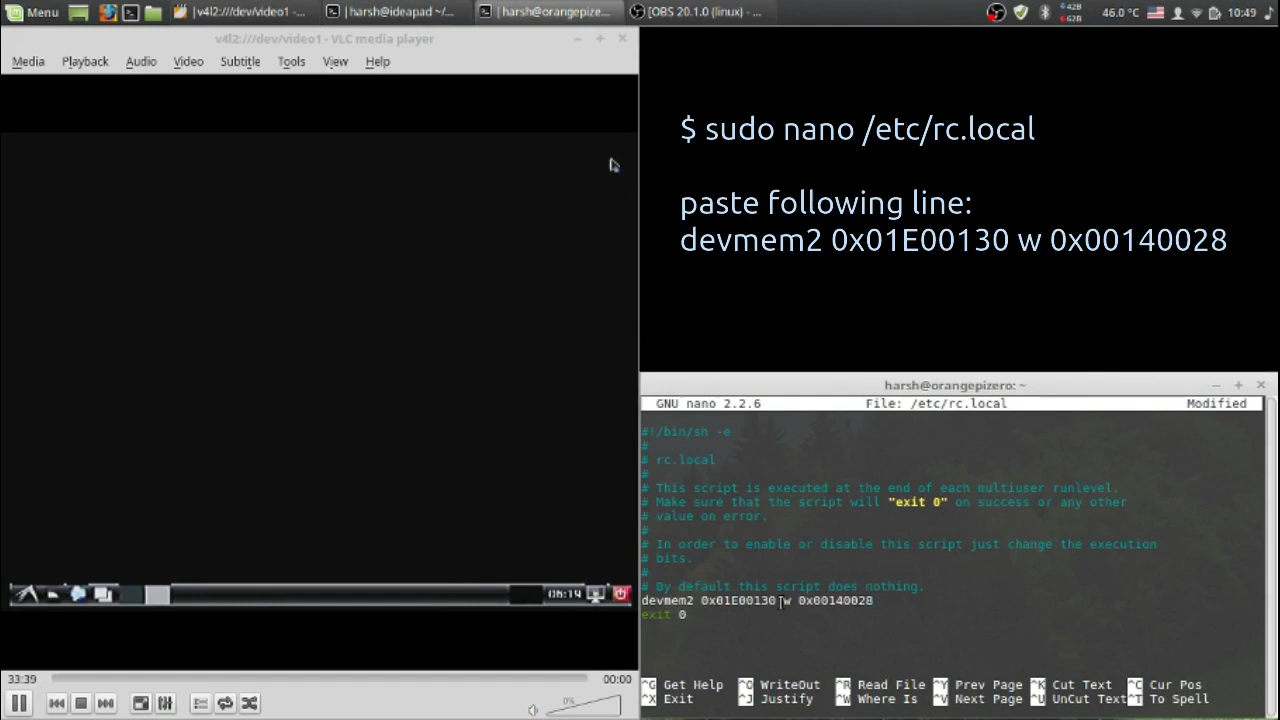 Menu
|v4l2:///dev/video1 -...
|harsh@ideapad ~/...
|harsh@orangepize...
[OBS 20.1.0 (linux) - ...
42B
62B
46.0 °C
10:49
v4l2:///dev/video1 - VLC media player
Media Playback Audio Video Subtitle Tools View Help
$ sudo nano /etc/rc.local
paste following line:
devmem2 0x01E00130 w 0x00140028
harsh@orangepizero: ~
GNU nano 2.2.6 File: /etc/rc.local Modified
#!/bin/sh -e
#
# rc.local
#
# This script is executed at the end of each multiuser runlevel.
# Make sure that the script will "exit 0" on success or any other
# value on error.
#
# In order to enable or disable this script just change the execution
# bits.
#
# By default this script does nothing.
devmem2 0x01E00130 w 0x00140028
exit 0
06:14
33:39
00:00
0%
^G Get Help ^O WriteOut ^R Read File ^Y Prev Page ^K Cut Text ^C Cur Pos
^X Exit ^J Justify ^W Where Is ^V Next Page ^U UnCut Text ^T To Spell